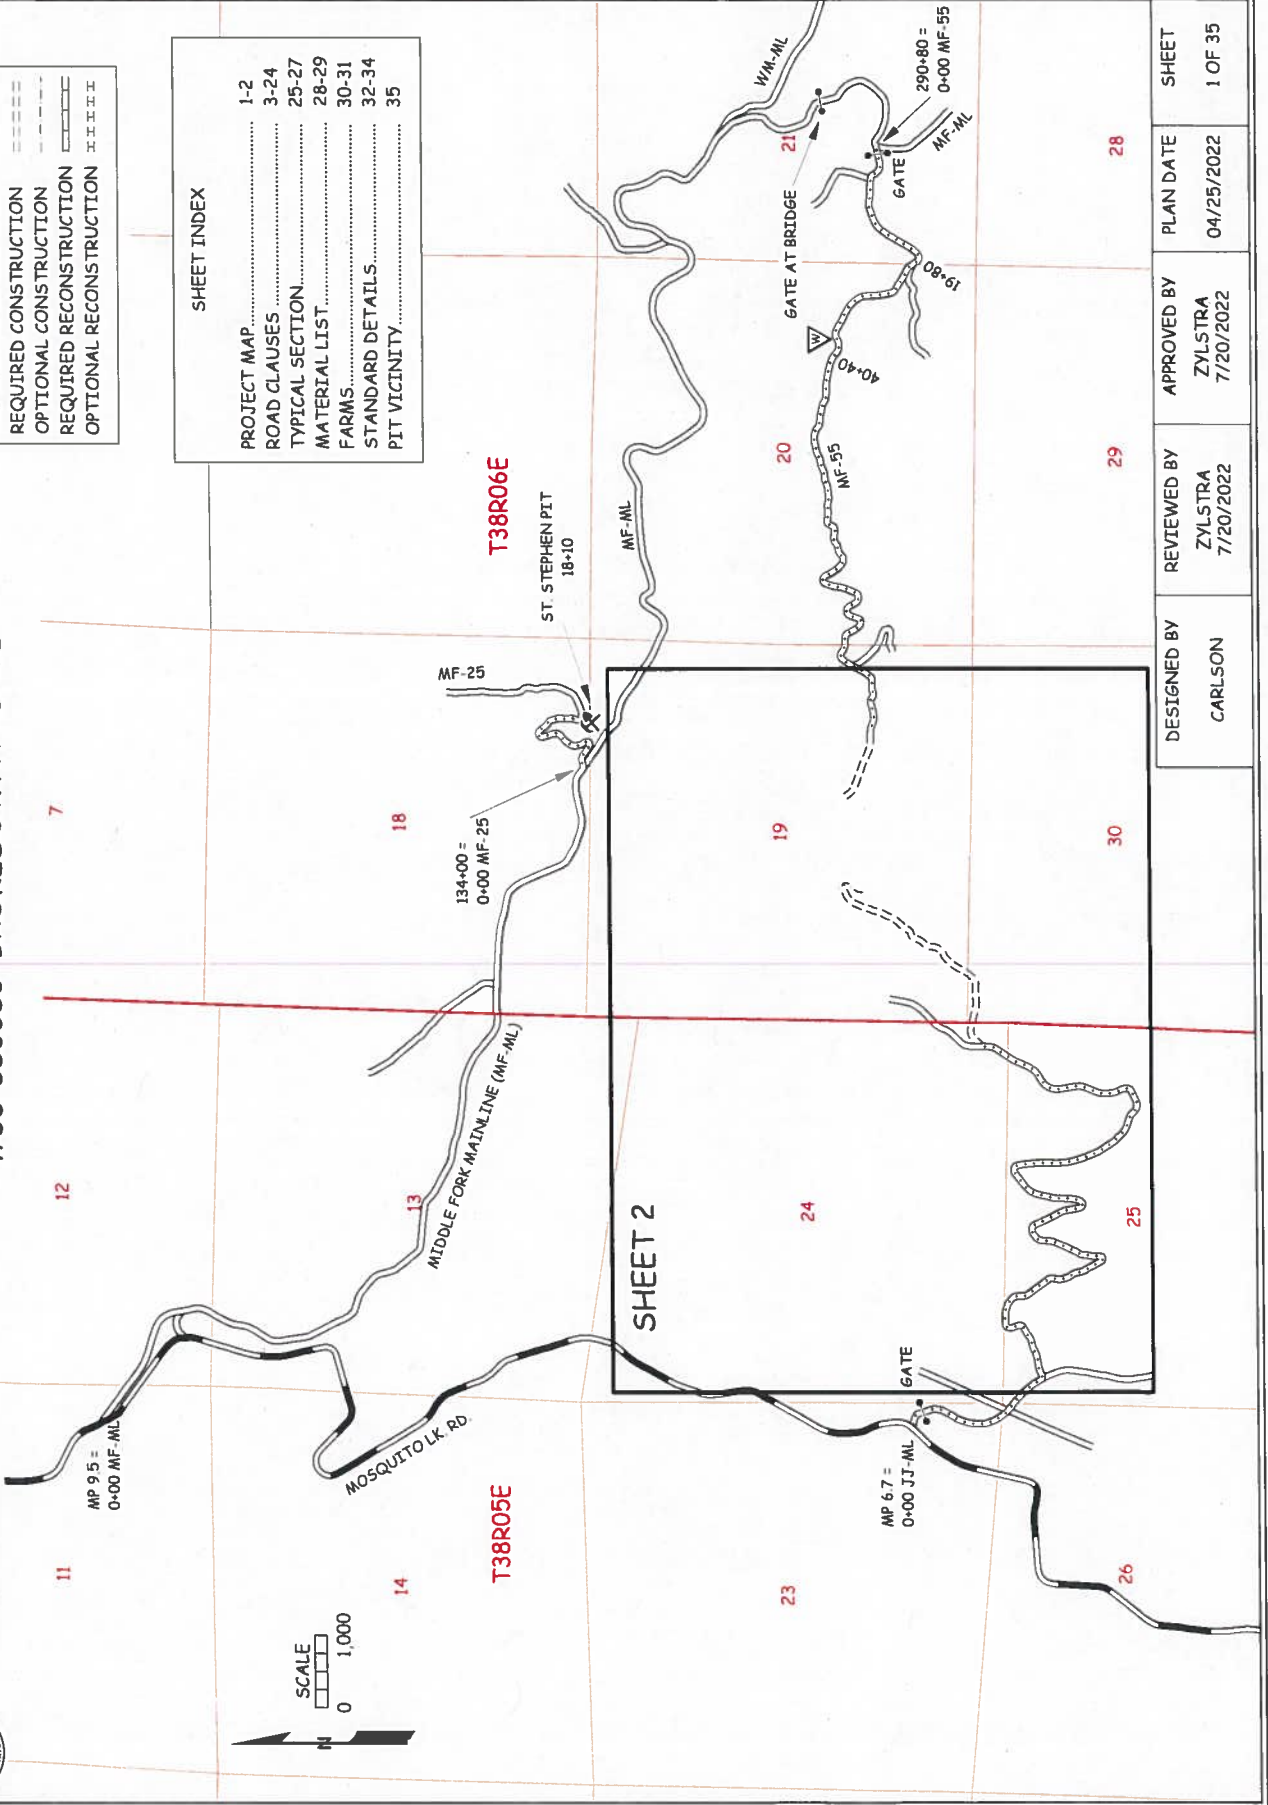 REQUIRED CONSTRUCTION
OPTIONAL CONSTRUCTION
REQUIRED RECONSTRUCTION
OPTIONAL RECONSTRUCTION
SHEET INDEX
PROJECT MAP 1-2
ROAD CLAUSES 3-24
TYPICAL SECTION 25-27
MATERIAL LIST 28-29
FARMS 30-31
STANDARD DETAILS 32-34
PIT VICINITY 35
11
12
7
MP 9.5 =
0+00 MF-ML
SCALE
0 1,000
N
14
13
18
MOSQUITO LK. RD.
MIDDLE FORK MAINLINE (MF-ML)
134+00 =
0+00 MF-25
MF-25
ST. STEPHEN PIT
18+10
T38R05E
T38R06E
MF-ML
WM-ML
SHEET 2
23
24
19
20
21
GATE AT BRIDGE
W
40+40
MF-55
19+80
GATE
290+80 =
0+00 MF-55
MF-ML
MP 6.7 =
0+00 JJ-ML
GATE
26
25
30
29
28
DESIGNED BY
CARLSON
REVIEWED BY
ZYLSTRA
7/20/2022
APPROVED BY
ZYLSTRA
7/20/2022
PLAN DATE
04/25/2022
SHEET
1 OF 35